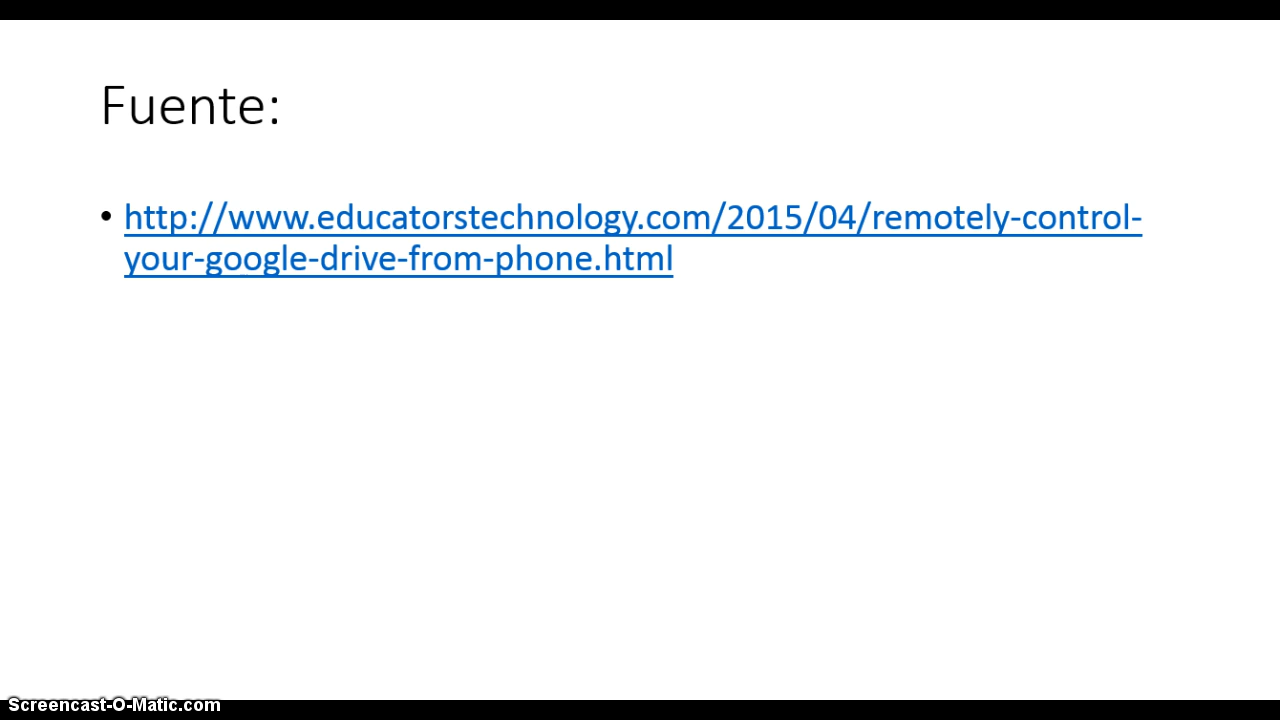 Fuente:
• http://www.educatorstechnology.com/2015/04/remotely-control-
your-google-drive-from-phone.html
Screencast-O-Matic.com